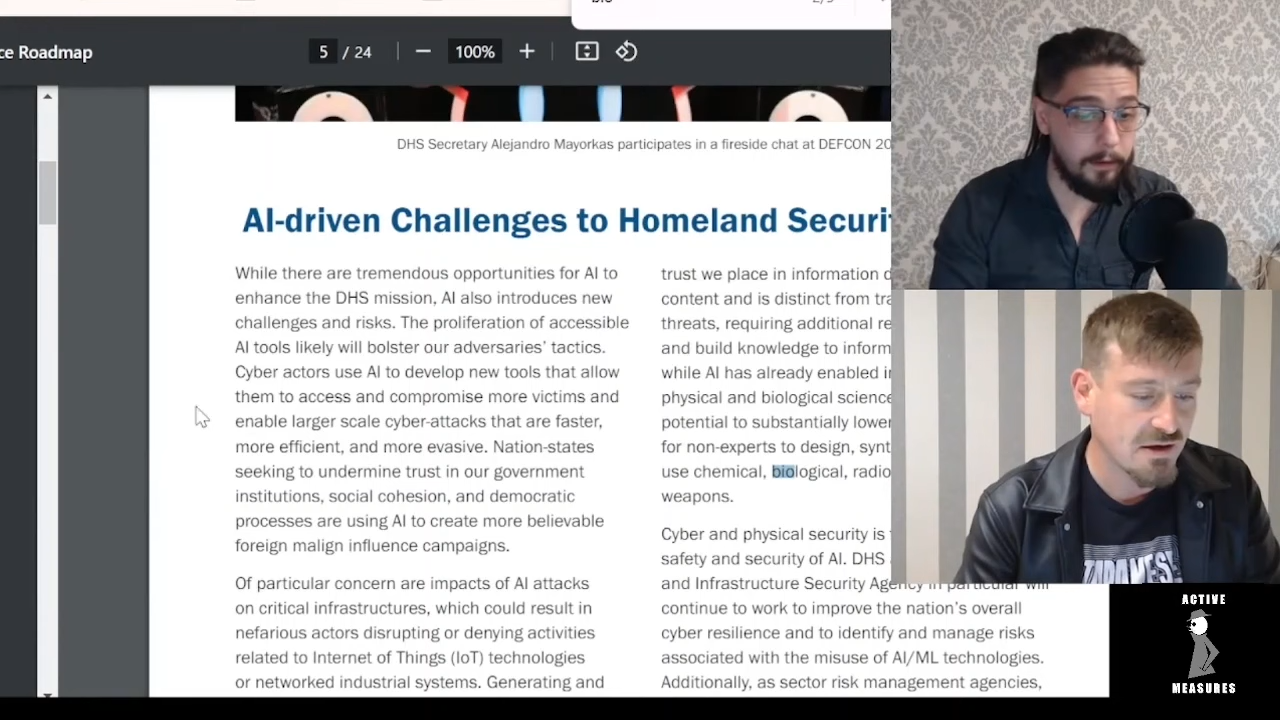 bio
2/5
ce Roadmap
5 / 24
100%
DHS Secretary Alejandro Mayorkas participates in a fireside chat at DEFCON 20
AI-driven Challenges to Homeland Securi
While there are tremendous opportunities for AI to
enhance the DHS mission, AI also introduces new
challenges and risks. The proliferation of accessible
AI tools likely will bolster our adversaries’ tactics.
Cyber actors use AI to develop new tools that allow
them to access and compromise more victims and
enable larger scale cyber-attacks that are faster,
more efficient, and more evasive. Nation-states
seeking to undermine trust in our government
institutions, social cohesion, and democratic
processes are using AI to create more believable
foreign malign influence campaigns.
Of particular concern are impacts of AI attacks
on critical infrastructures, which could result in
nefarious actors disrupting or denying activities
related to Internet of Things (IoT) technologies
or networked industrial systems. Generating and
trust we place in information
content and is distinct from tra
threats, requiring additional re
and build knowledge to inform
while AI has already enabled i
physical and biological science
potential to substantially lower
for non-experts to design, synt
use chemical, biological, radio
weapons.
Cyber and physical security is
safety and security of AI. DHS
and Infrastructure Security Agency in particular will
continue to work to improve the nation’s overall
cyber resilience and to identify and manage risks
associated with the misuse of AI/ML technologies.
Additionally, as sector risk management agencies,
ACTIVE
MEASURES